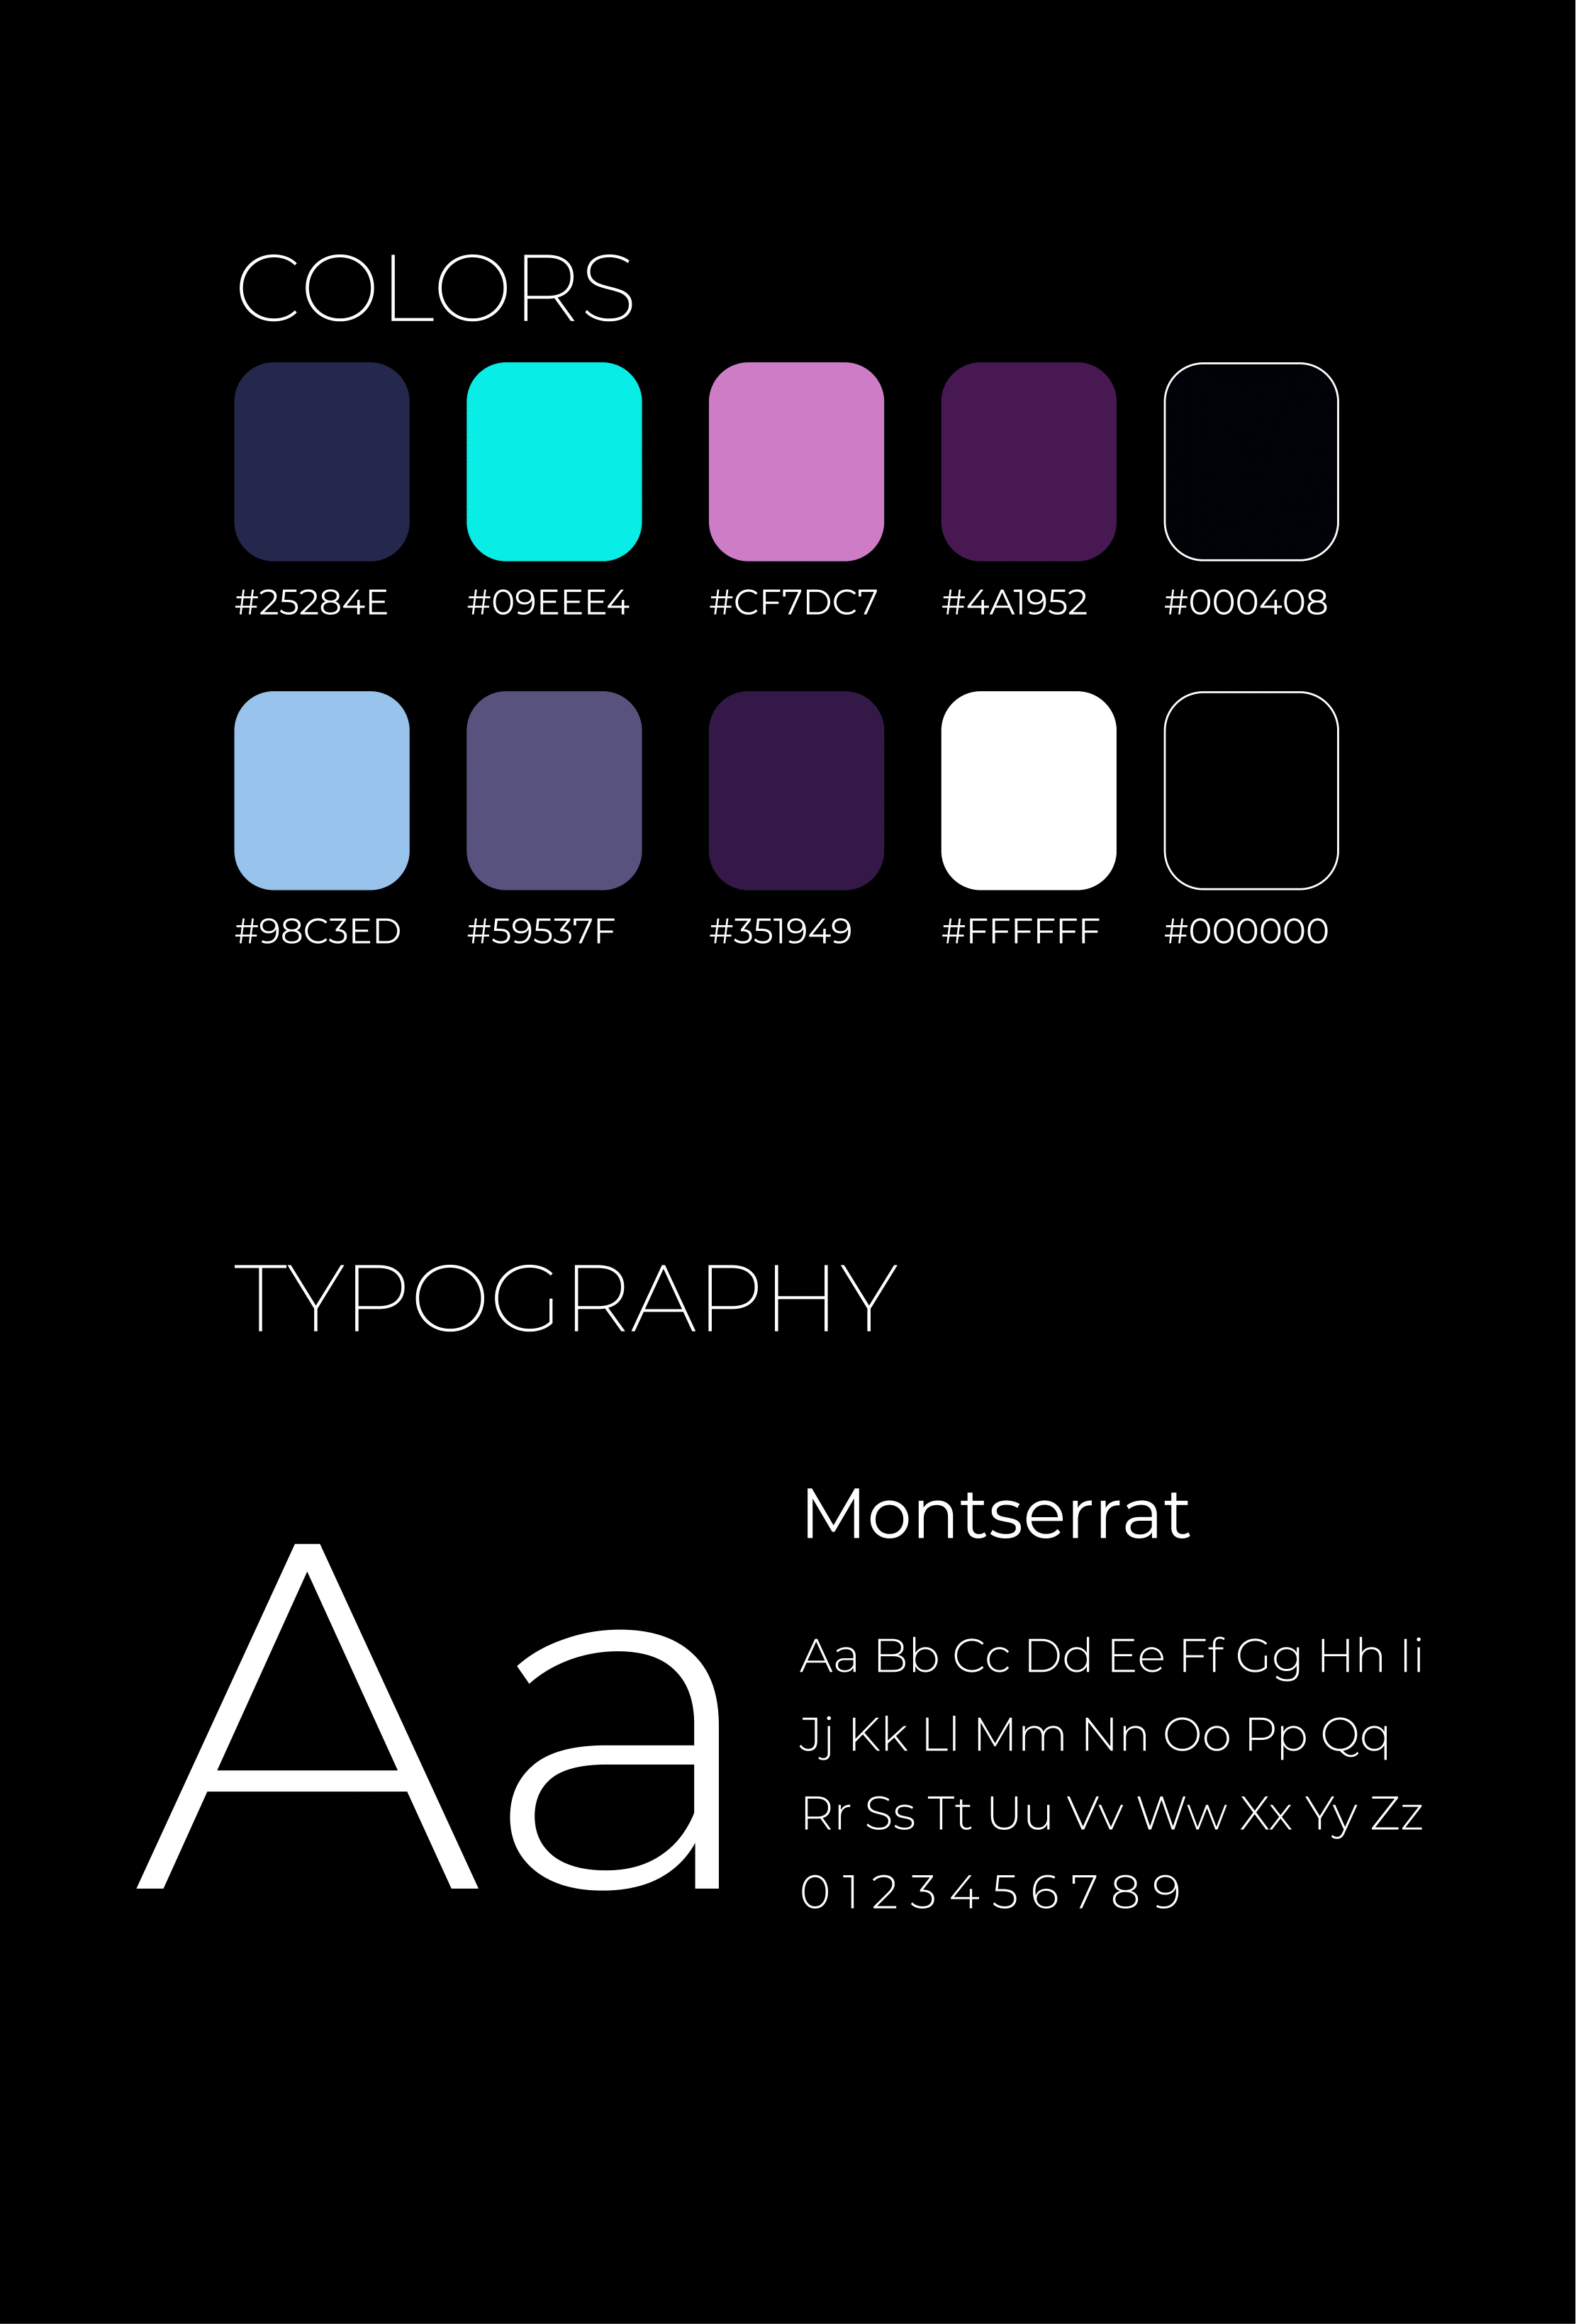 COLORS
#25284E #09EEE4 #CF7DC7 #4A1952 #000408
#98C3ED #59537F #351949 #FFFFFF #000000
TYPOGRAPHY
Montserrat
Aa
Aa Bb Cc Dd Ee Ff Gg Hh Ii
Jj Kk Ll Mm Nn Oo Pp Qq
Rr Ss Tt Uu Vv Ww Xx Yy Zz
0 1 2 3 4 5 6 7 8 9